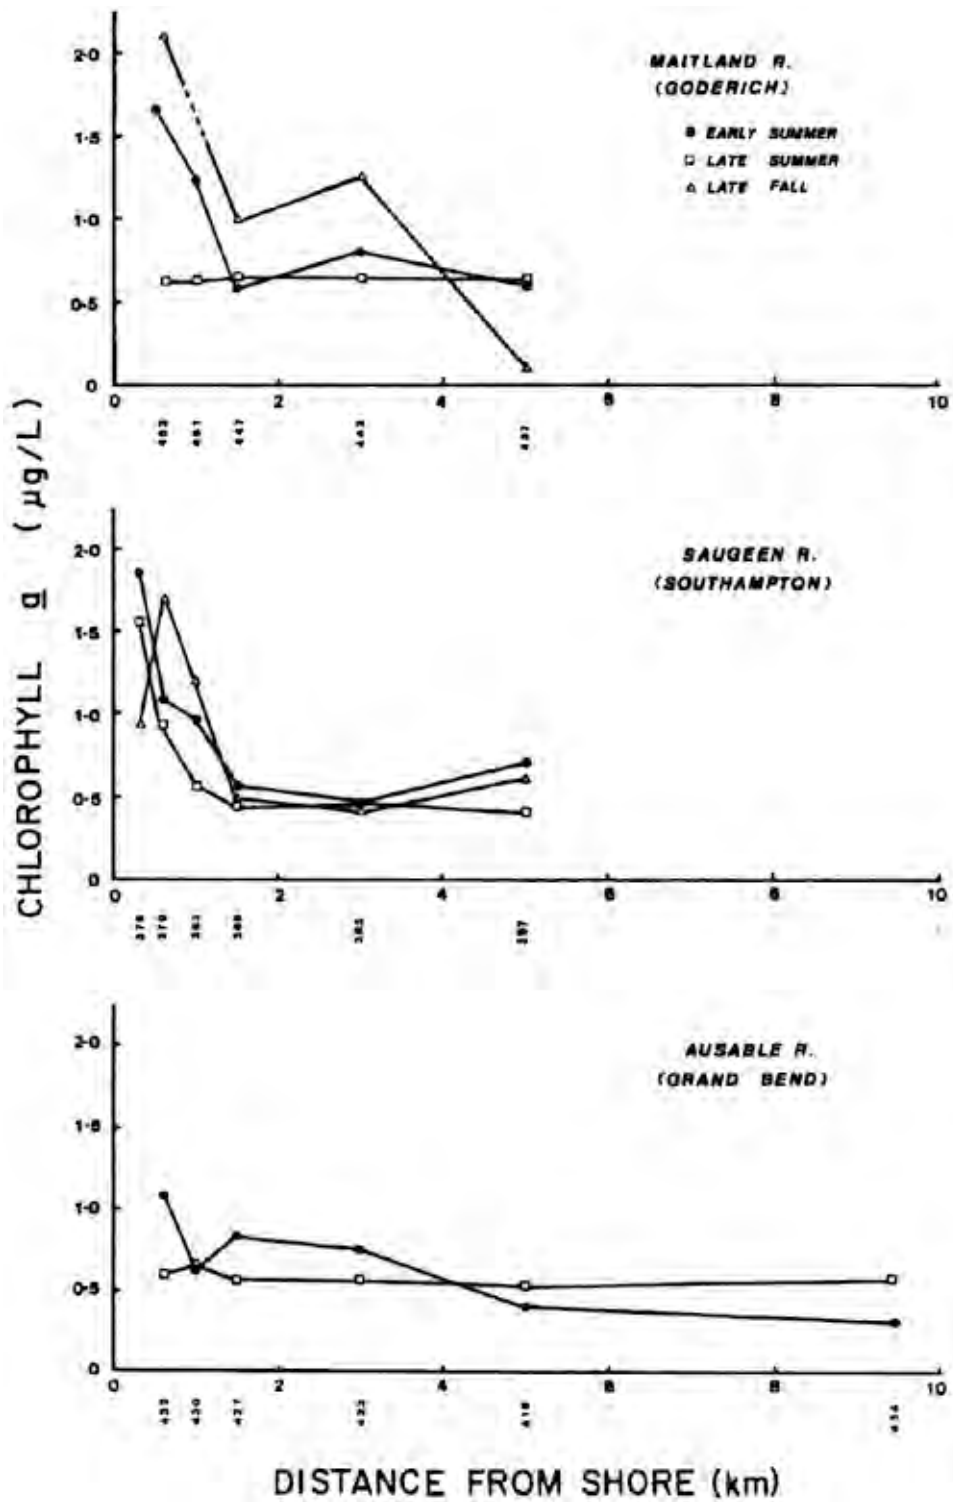 2·0
1·5
1·0
0·5
0
MAITLAND R.
(GODERICH)
EARLY SUMMER
LATE SUMMER
LATE FALL
0 2 4 6 8 10
447
CHLOROPHYLL a (µg/L)
2·0
1·5
1·0
0·5
0
SAUGEEN R.
(SOUTHAMPTON)
0 2 4 6 8 10
2·0
1·5
1·0
0·5
0
AUSABLE R.
(GRAND BEND)
0 2 4 6 8 10
DISTANCE FROM SHORE (km)